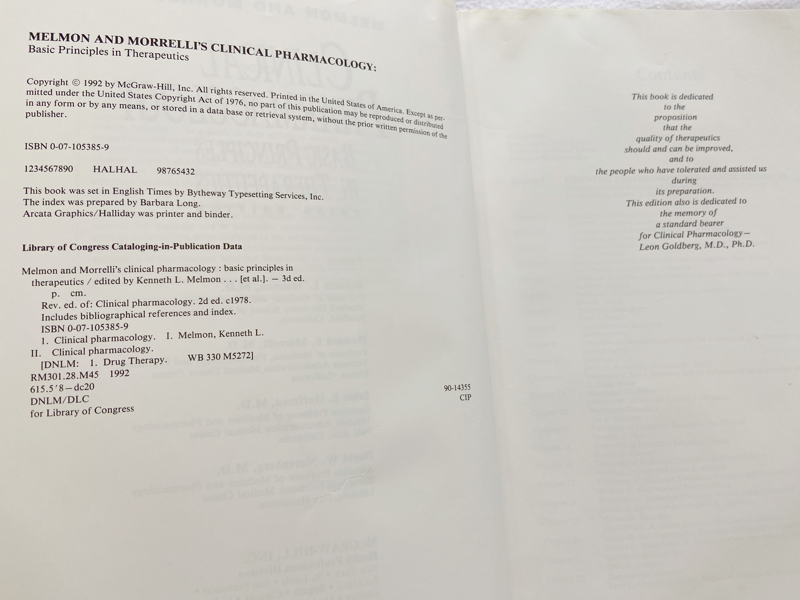 MELMON AND MORRELLI'S CLINICAL PHARMACOLOGY:
Basic Principles in Therapeutics
Copyright © 1992 by McGraw-Hill, Inc. All rights reserved. Printed in the United States of America. Except as per-
mitted under the United States Copyright Act of 1976, no part of this publication may be reproduced or distributed
in any form or by any means, or stored in a data base or retrieval system, without the prior written permission of the
publisher.
ISBN 0-07-105385-9
1234567890 HALHAL 98765432
This book was set in English Times by Bytheway Typesetting Services, Inc.
The index was prepared by Barbara Long.
Arcata Graphics/Halliday was printer and binder.
Library of Congress Cataloging-in-Publication Data
Melmon and Morrelli's clinical pharmacology : basic principles in
therapeutics / edited by Kenneth L. Melmon . . . [et al.]. — 3d ed.
p. cm.
Rev. ed. of: Clinical pharmacology. 2d ed. c1978.
Includes bibliographical references and index.
ISBN 0-07-105385-9
1. Clinical pharmacology. I. Melmon, Kenneth L.
II. Clinical pharmacology.
[DNLM: 1. Drug Therapy. WB 330 M5272]
RM301.28.M45 1992
615.5'8—dc20
DNLM/DLC
for Library of Congress
90-14355
CIP
This book is dedicated
to the
proposition
that the
quality of therapeutics
should and can be improved,
and to
the people who have tolerated and assisted us
during
its preparation.
This edition also is dedicated to
the memory of
a standard bearer
for Clinical Pharmacology—
Leon Goldberg, M.D., Ph.D.